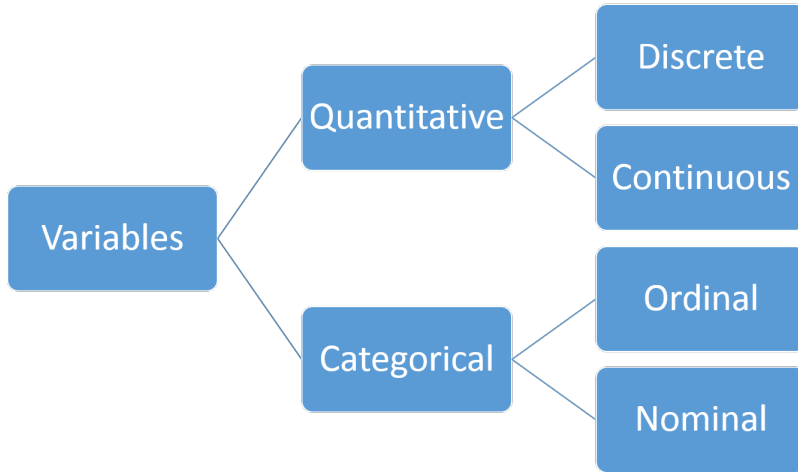 Variables
Quantitative
Discrete
Continuous
Categorical
Ordinal
Nominal